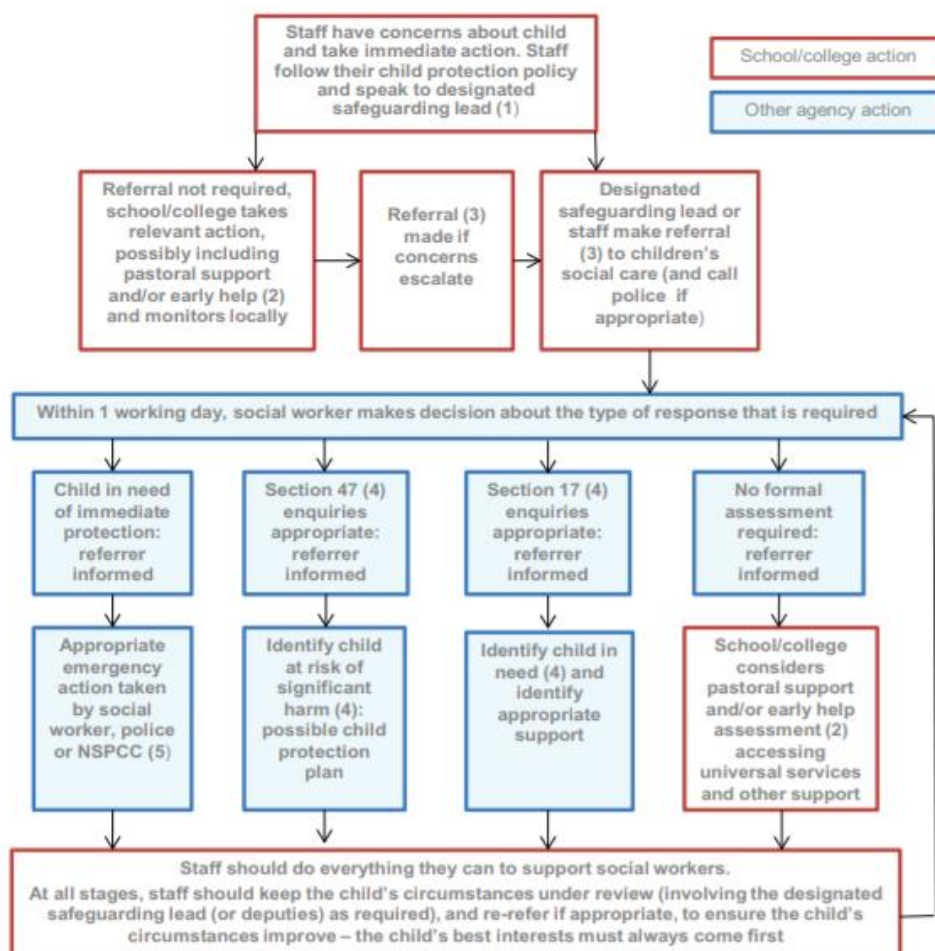 Staff have concerns about child
and take immediate action. Staff
follow their child protection policy
and speak to designated
safeguarding lead (1)
School/college action
Other agency action
Referral not required,
school/college takes
relevant action,
possibly including
pastoral support
and/or early help (2)
and monitors locally
Referral (3)
made if
concerns
escalate
Designated
safeguarding lead or
staff make referral
(3) to children's
social care (and call
police if
appropriate)
Within 1 working day, social worker makes decision about the type of response that is required
Child in need
of immediate
protection:
referrer
informed
Section 47 (4)
enquiries
appropriate:
referrer
informed
Section 17 (4)
enquiries
appropriate:
referrer
informed
No formal
assessment
required:
referrer
informed
Appropriate
emergency
action taken
by social
worker, police
or NSPCC (5)
Identify child
at risk of
significant
harm (4):
possible child
protection
plan
Identify child in
need (4) and
identify
appropriate
support
School/college
considers
pastoral support
and/or early help
assessment (2)
accessing
universal services
and other support
Staff should do everything they can to support social workers.
At all stages, staff should keep the child's circumstances under review (involving the designated
safeguarding lead (or deputies) as required), and re-refer if appropriate, to ensure the child's
circumstances improve – the child's best interests must always come first